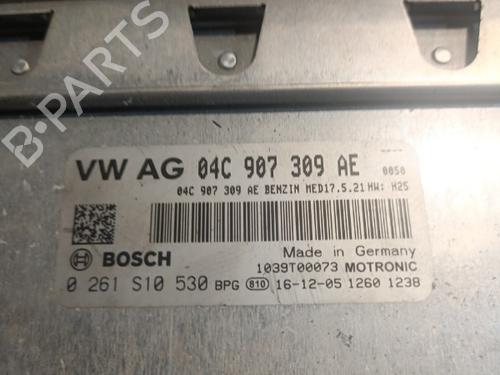 VW AG 04C 907 309 AE 0050
04C 907 309 AE BENZIN MED17.5.21 HW: H25
BOSCH
Made in Germany
1039T00073 MOTRONIC
0 261 S10 530 BPG 810 16-12-05 1260 1238
B-PARTS
B-PARTS